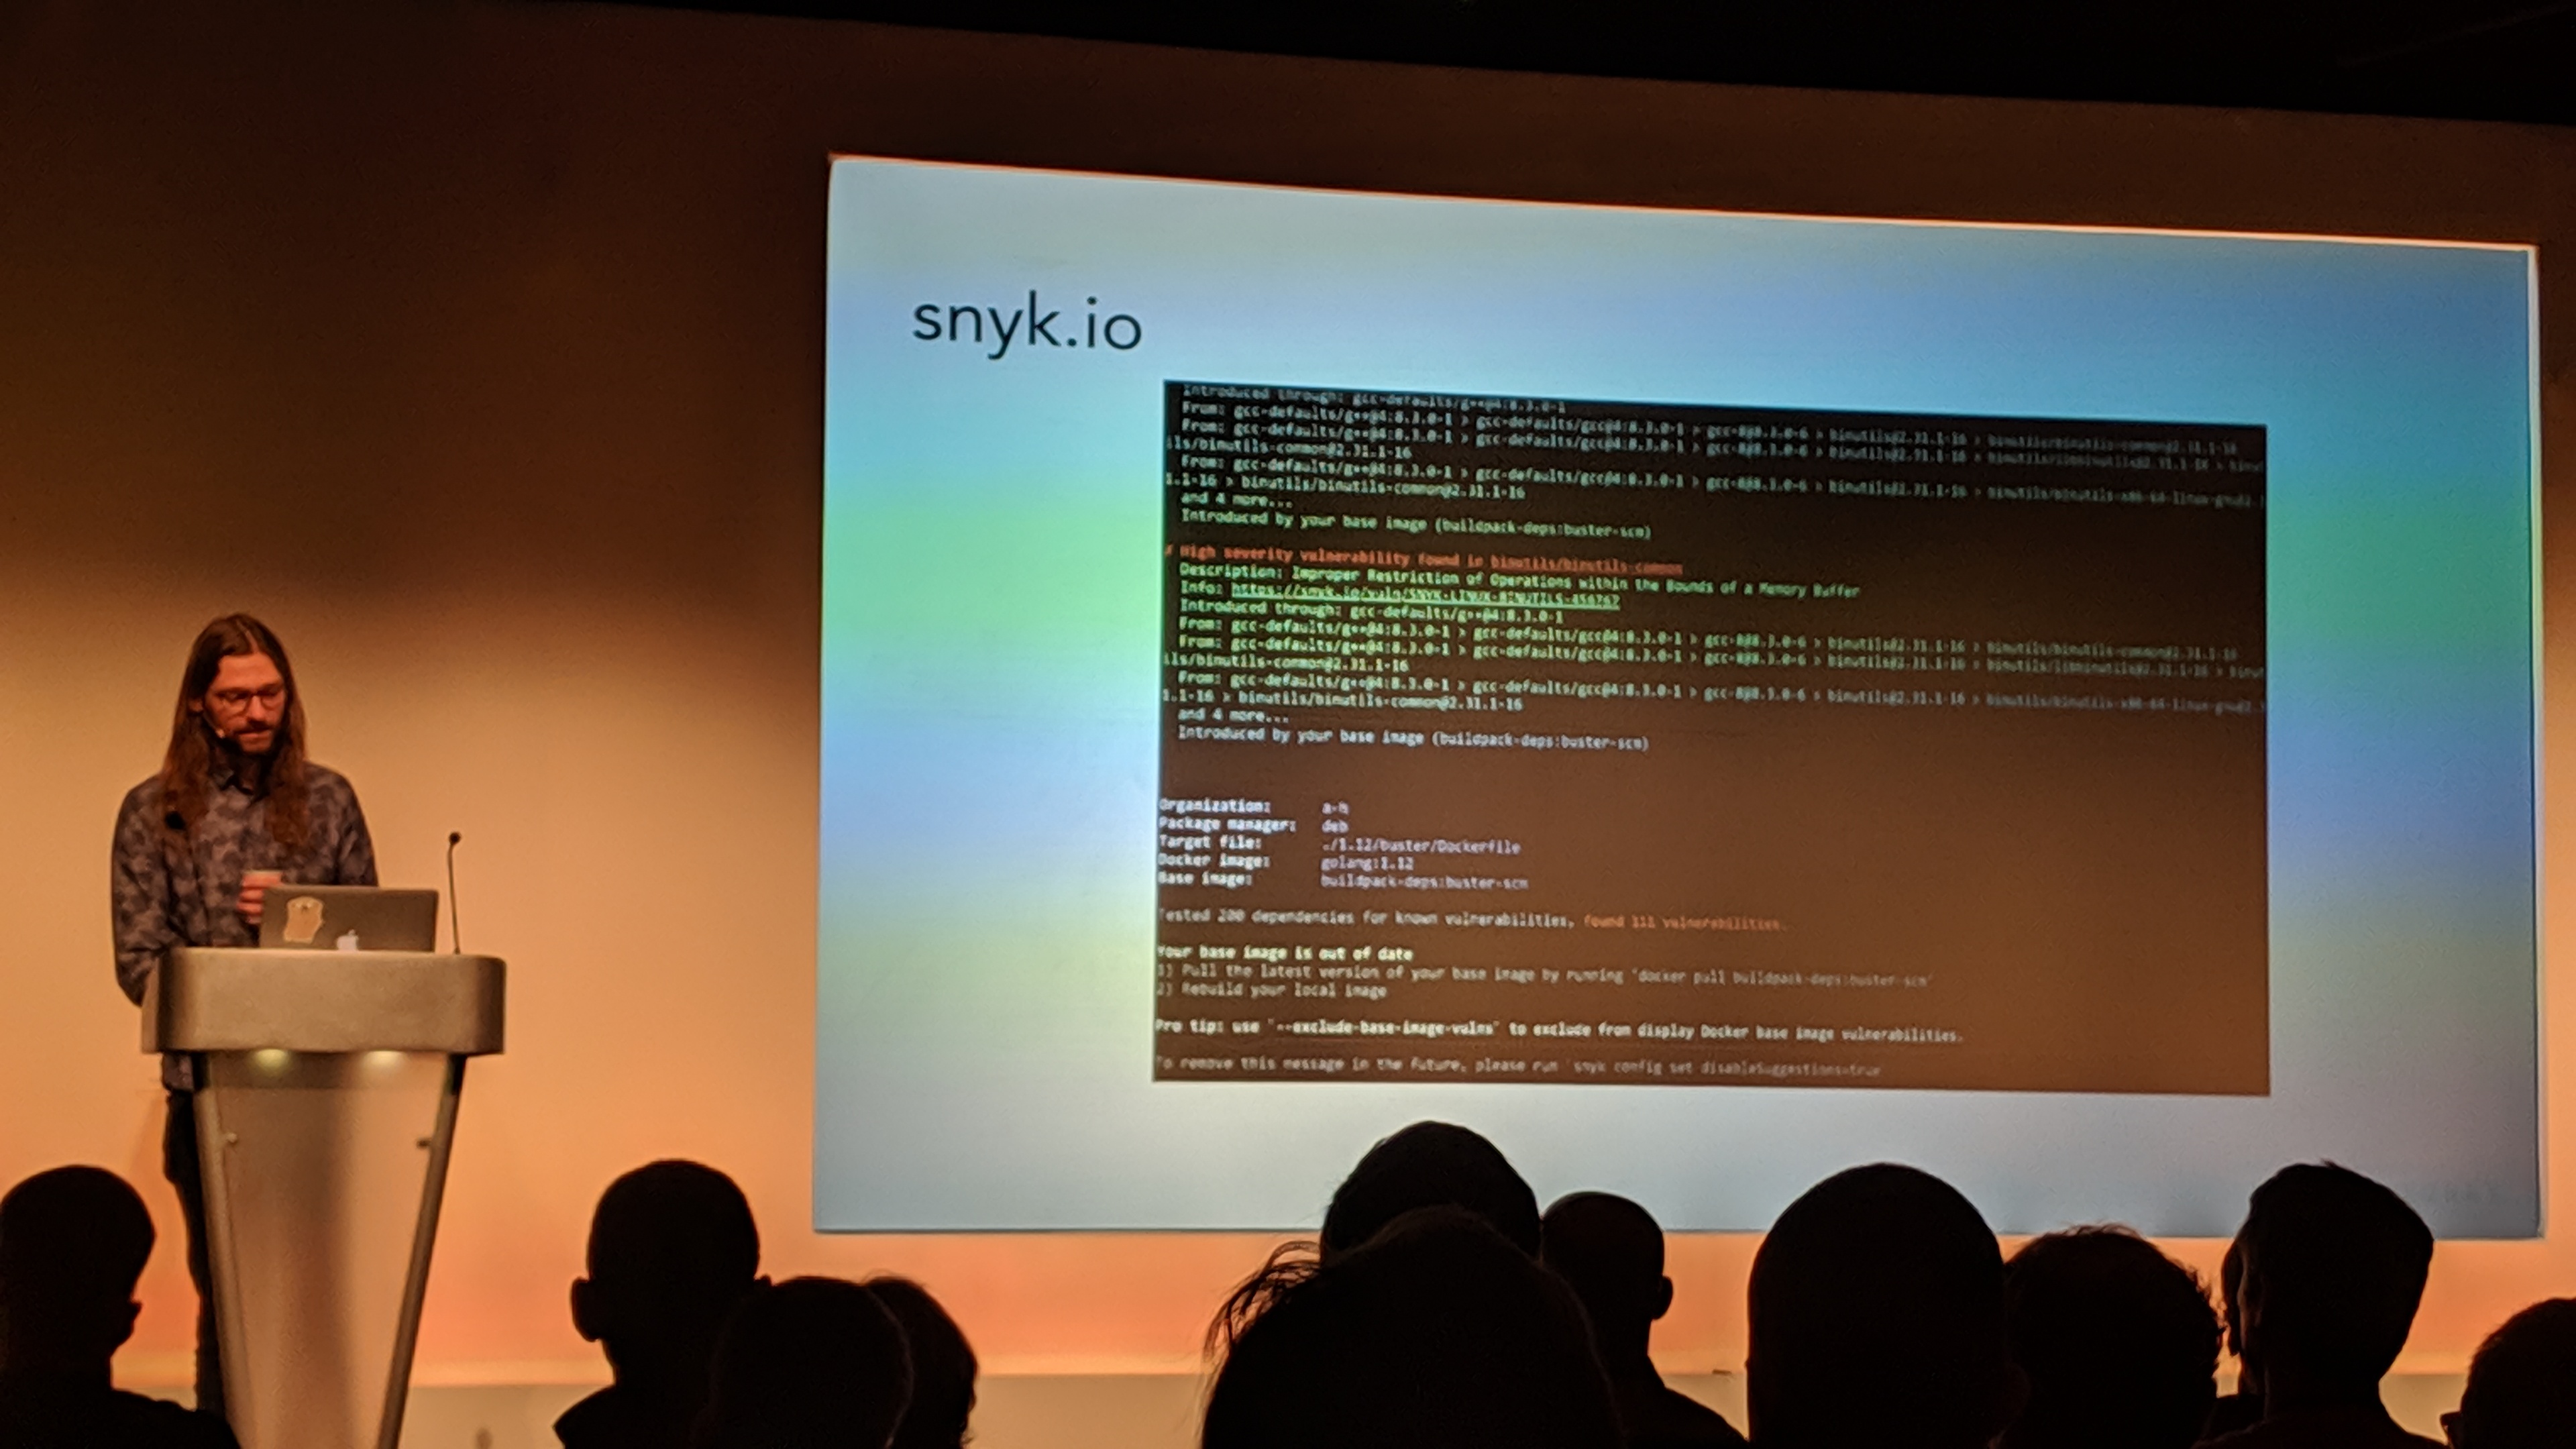 snyk.io
Introduced through: gcc-defaults/g++@4:8.3.0-1
From: gcc-defaults/g++@4:8.3.0-1 > gcc-defaults/gcc@4:8.3.0-1 > gcc-8@8.3.0-6 > binutils@2.31.1-16 > binutils/binutils-common@2.31.1-16
From: gcc-defaults/g++@4:8.3.0-1 > gcc-defaults/gcc@4:8.3.0-1 > gcc-8@8.3.0-6 > binutils@2.31.1-16 > binutils/libbinutils@2.31.1-16 > binut
ils/binutils-common@2.31.1-16
From: gcc-defaults/g++@4:8.3.0-1 > gcc-defaults/gcc@4:8.3.0-1 > gcc-8@8.3.0-6 > binutils@2.31.1-16 > binutils/binutils-x86-64-linux-gnu@2.3
1.1-16 > binutils/binutils-common@2.31.1-16
and 4 more...
Introduced by your base image (buildpack-deps:buster-scm)
High severity vulnerability found in binutils/binutils-common
Description: Improper Restriction of Operations within the Bounds of a Memory Buffer
Info:
Introduced through: gcc-defaults/g++@4:8.3.0-1
From: gcc-defaults/g++@4:8.3.0-1 > gcc-defaults/gcc@4:8.3.0-1 > gcc-8@8.3.0-6 > binutils@2.31.1-16 > binutils/binutils-common@2.31.1-16
From: gcc-defaults/g++@4:8.3.0-1 > gcc-defaults/gcc@4:8.3.0-1 > gcc-8@8.3.0-6 > binutils@2.31.1-16 > binutils/libbinutils@2.31.1-16 > binut
ils/binutils-common@2.31.1-16
From: gcc-defaults/g++@4:8.3.0-1 > gcc-defaults/gcc@4:8.3.0-1 > gcc-8@8.3.0-6 > binutils@2.31.1-16 > binutils/binutils-x86-64-linux-gnu@2.3
1.1-16 > binutils/binutils-common@2.31.1-16
and 4 more...
Introduced by your base image (buildpack-deps:buster-scm)
Organization: a-h
Package manager: deb
Target file: ./1.12/buster/Dockerfile
Docker image: golang:1.12
Base image: buildpack-deps:buster-scm
Tested 200 dependencies for known vulnerabilities, found 111 vulnerabilities.
Your base image is out of date
1) Pull the latest version of your base image by running 'docker pull buildpack-deps:buster-scm'
2) Rebuild your local image
Pro tip: use '--exclude-base-image-vulns' to exclude from display Docker base image vulnerabilities.
To remove this message in the future, please run 'snyk config set disableSuggestions=true